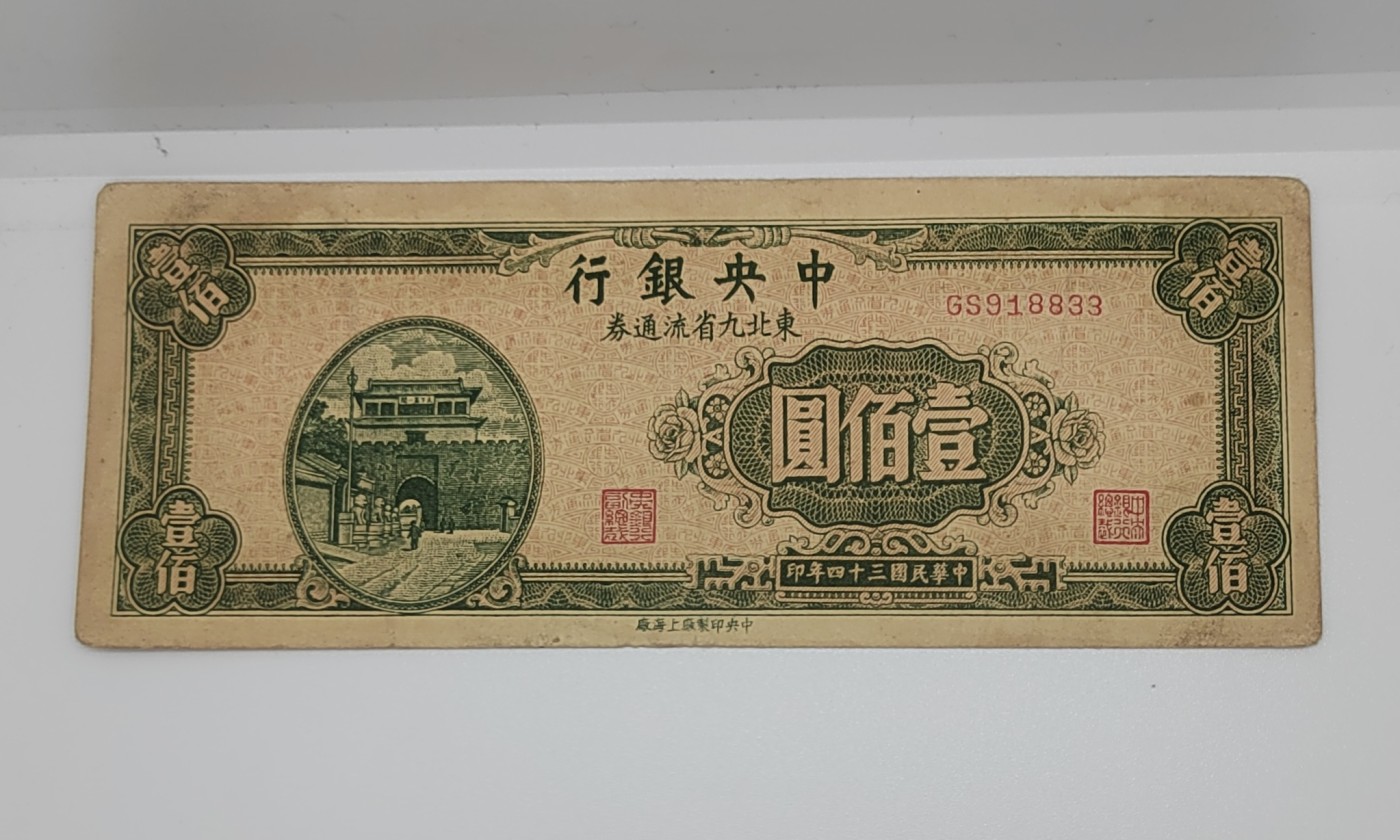 中央銀行
東北九省流通券
GS918833
壹佰
壹佰
壹佰圓
壹佰
壹佰
中華民國三十四年印
中央印製廠上海廠